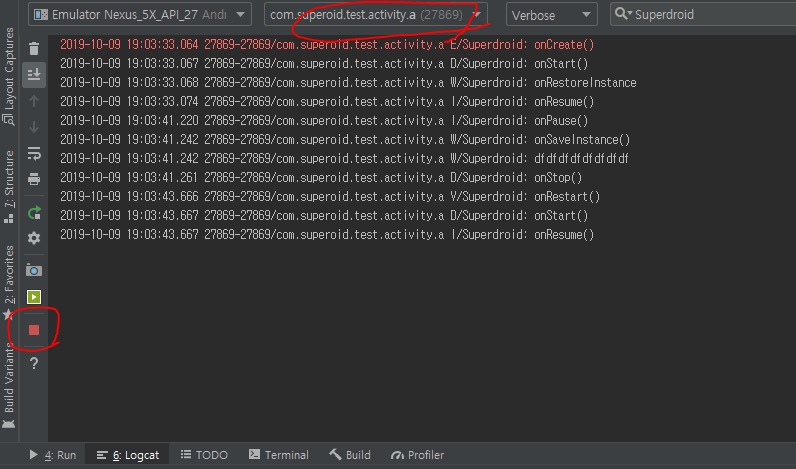 Emulator Nexus_5X_API_27 Andr
com.superoid.test.activity.a (27869)
Verbose
Superdroid
Layout Captures
7: Structure
2: Favorites
Build Variants
2019-10-09 19:03:33.064 27869-27869/com.superoid.test.activity.a E/Superdroid: onCreate()
2019-10-09 19:03:33.067 27869-27869/com.superoid.test.activity.a D/Superdroid: onStart()
2019-10-09 19:03:33.068 27869-27869/com.superoid.test.activity.a W/Superdroid: onRestoreInstance
2019-10-09 19:03:33.074 27869-27869/com.superoid.test.activity.a I/Superdroid: onResume()
2019-10-09 19:03:41.220 27869-27869/com.superoid.test.activity.a I/Superdroid: onPause()
2019-10-09 19:03:41.242 27869-27869/com.superoid.test.activity.a W/Superdroid: onSaveInstance()
2019-10-09 19:03:41.242 27869-27869/com.superoid.test.activity.a W/Superdroid: dfdfdfdfdfdfdfdf
2019-10-09 19:03:41.261 27869-27869/com.superoid.test.activity.a D/Superdroid: onStop()
2019-10-09 19:03:43.666 27869-27869/com.superoid.test.activity.a V/Superdroid: onRestart()
2019-10-09 19:03:43.667 27869-27869/com.superoid.test.activity.a D/Superdroid: onStart()
2019-10-09 19:03:43.667 27869-27869/com.superoid.test.activity.a I/Superdroid: onResume()
4: Run
6: Logcat
TODO
Terminal
Build
Profiler